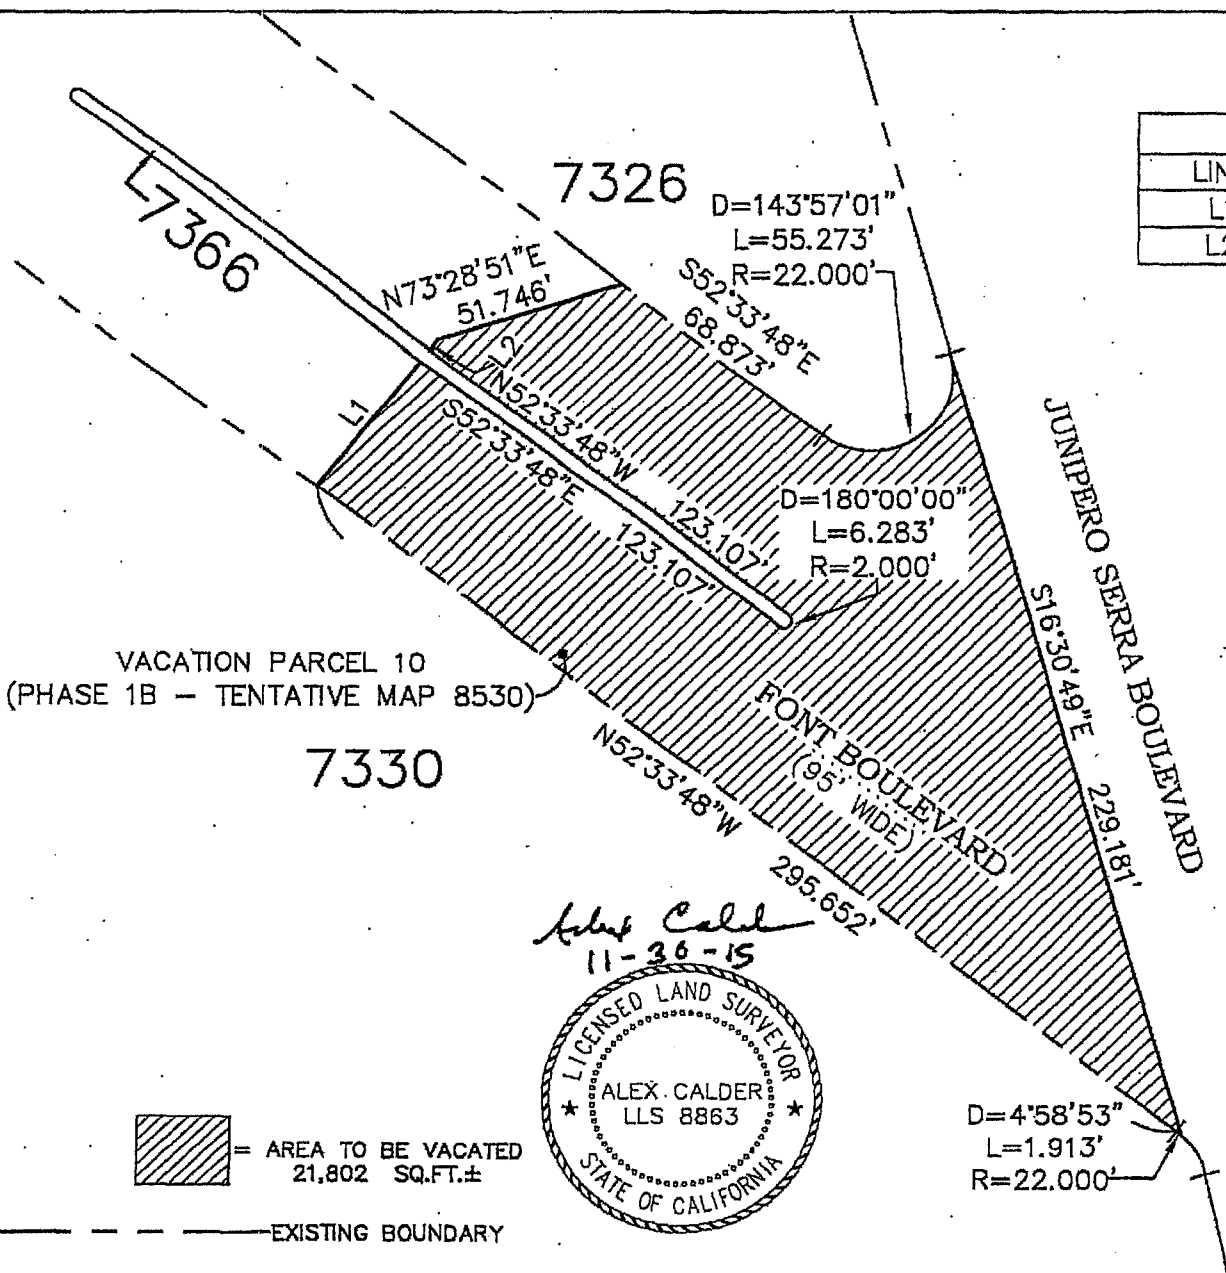 7326
D=143°57'01"
L=55.273'
R=22.000'
LIN
L
L2
7366
N73°28'51"E
51.746'
S52°33'48"E
68.873'
L2
L1
N52°33'48"W 123.107'
S52°33'48"E 123.107'
D=180°00'00"
L=6.283'
R=2.000'
JUNIPERO SERRA BOULEVARD
S16°30'49"E 229.181'
VACATION PARCEL 10
(PHASE 1B — TENTATIVE MAP 8530)
7330
FONT BOULEVARD
(95' WIDE)
N52°33'48"W 295.652'
11-30-15
LICENSED LAND SURVEYOR
ALEX CALDER
LLS 8863
STATE OF CALIFORNIA
D=4°58'53"
L=1.913'
R=22.000'
= AREA TO BE VACATED
21,802 SQ.FT.±
EXISTING BOUNDARY